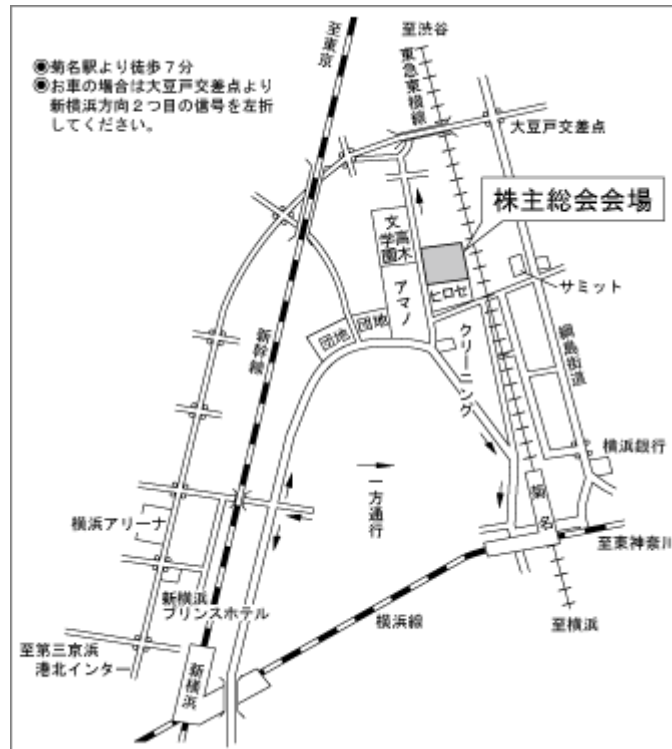 ◉菊名駅より徒歩７分
◉お車の場合は大豆戸交差点より
新横浜方向２つ目の信号を左折
してください。
至東京
至渋谷
東急東横線
大豆戸交差点
株主総会会場
高木
学園
文
アマノ
ヒロセ
サミット
団地
団地
クリーニング
綱島街道
新幹線
横浜銀行
一方通行
菊名
横浜アリーナ
至東神奈川
新横浜
プリンスホテル
横浜線
至横浜
至第三京浜
港北インター
新横浜